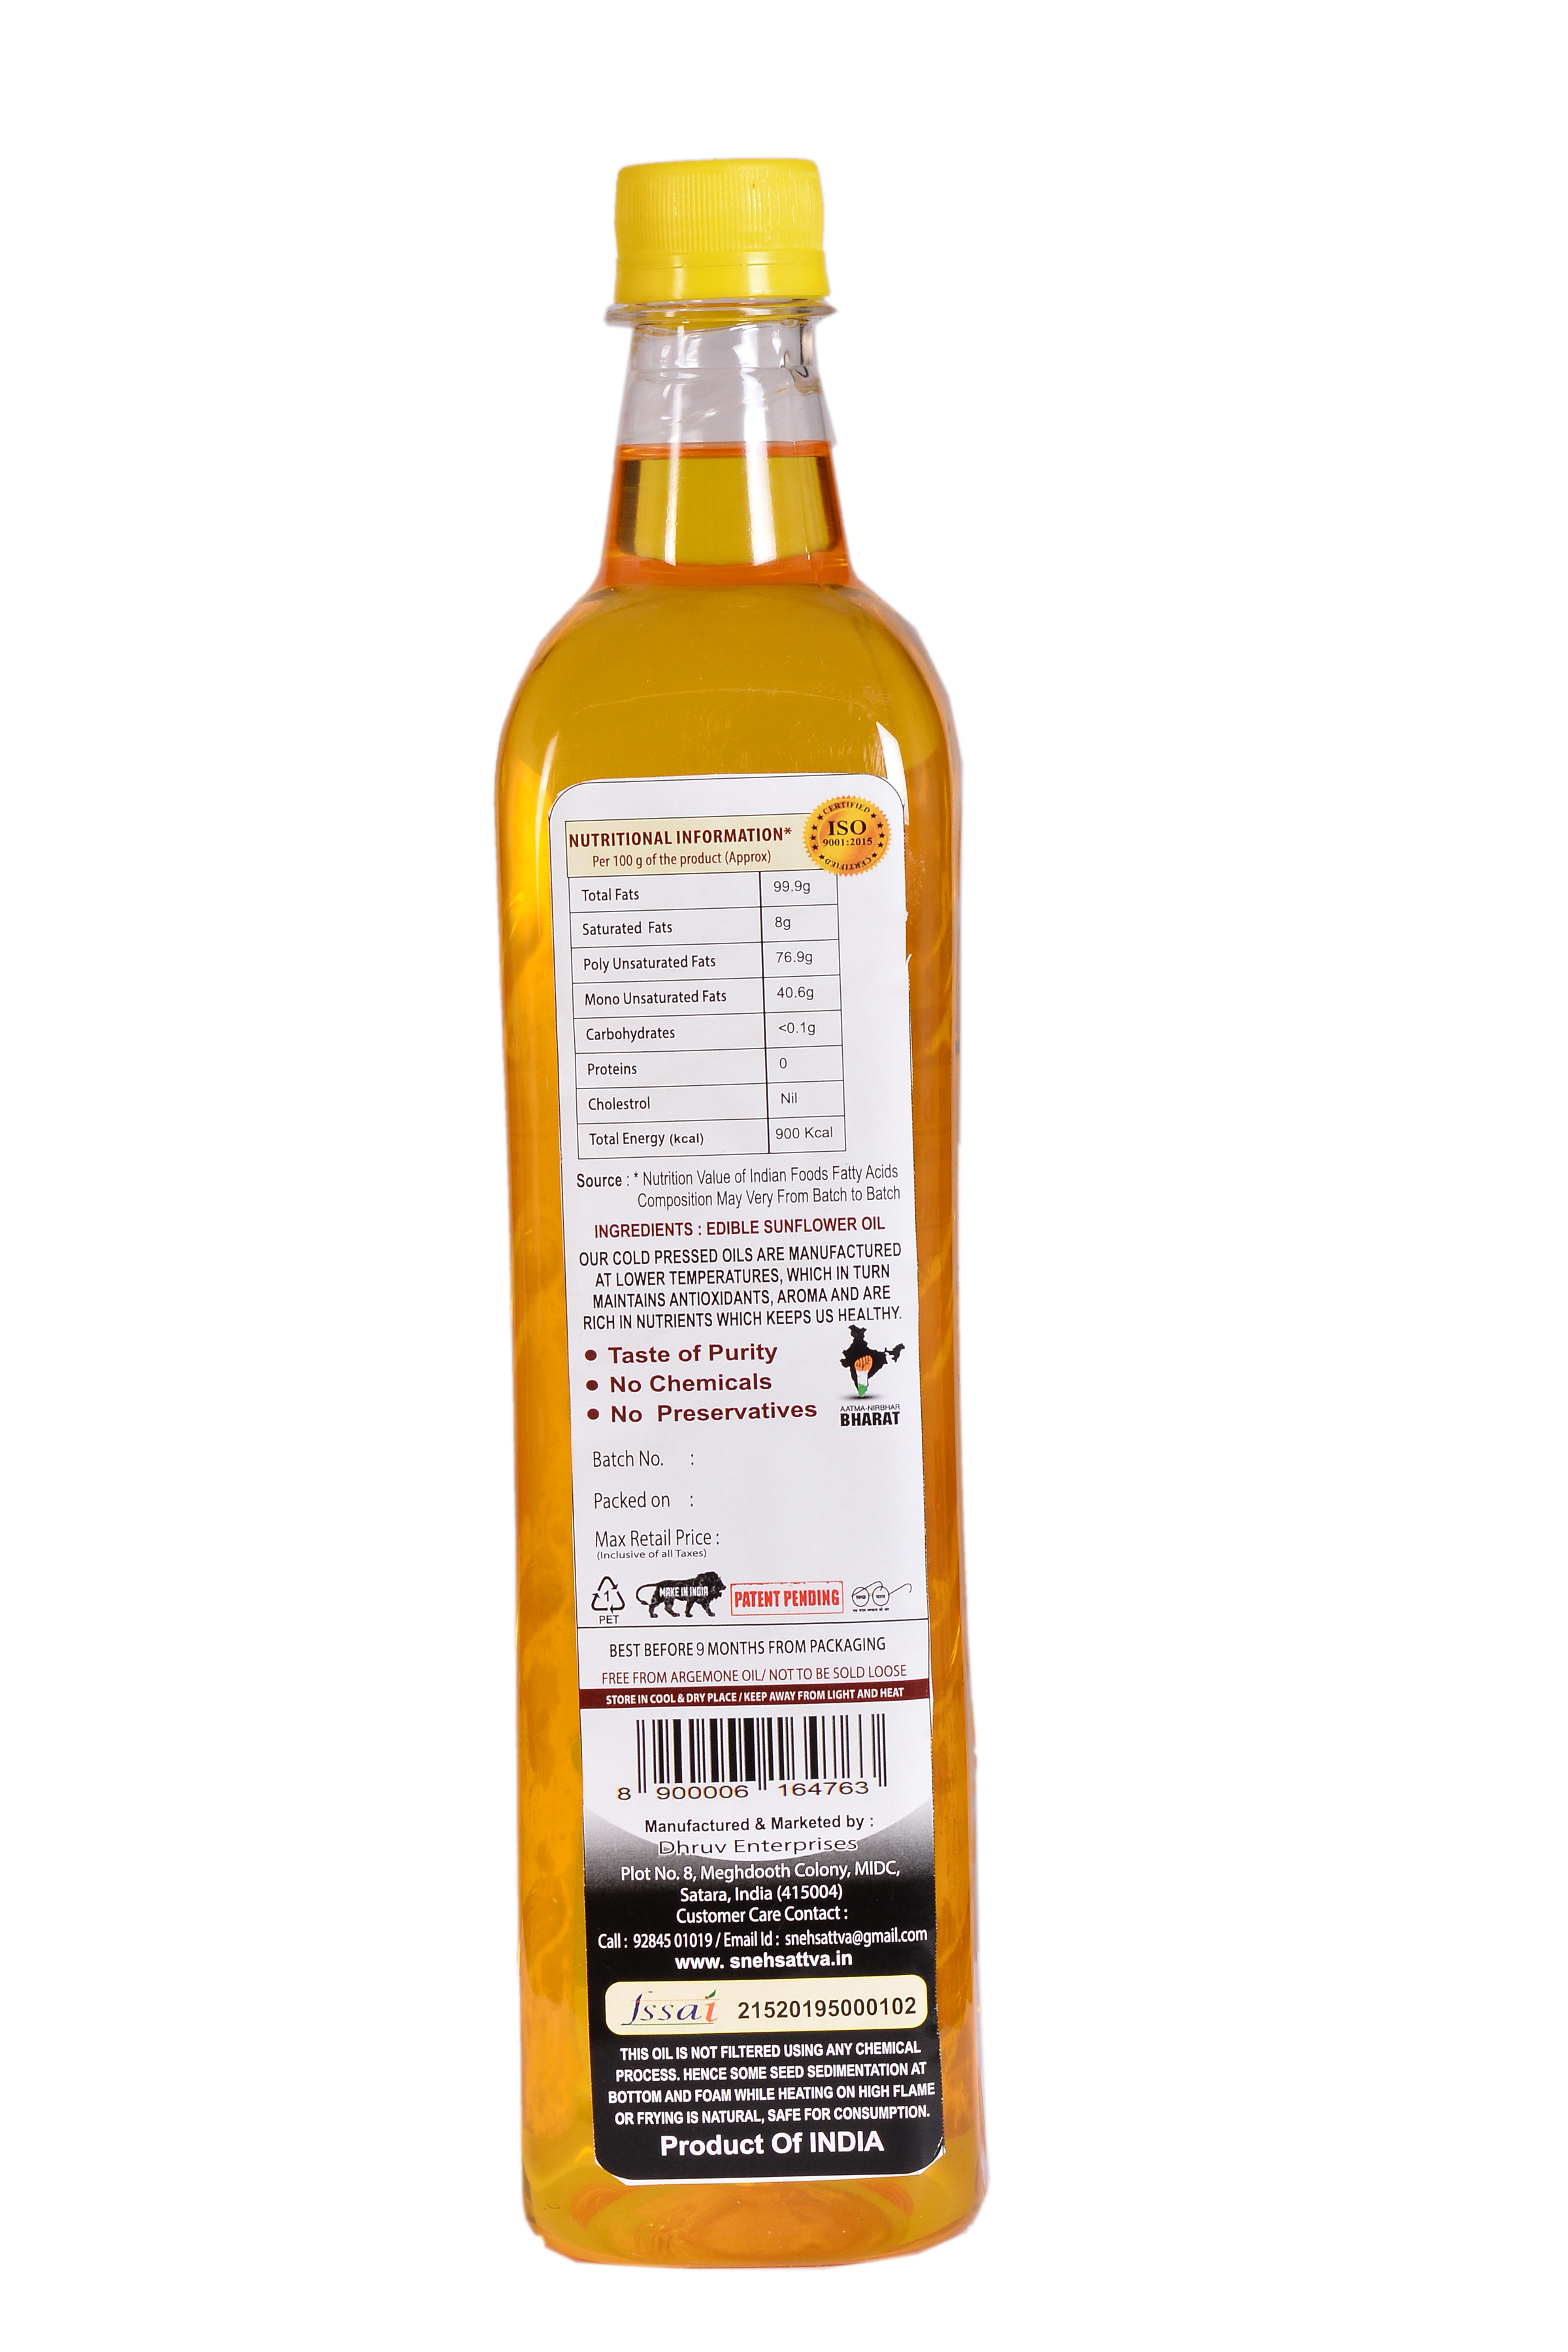 CERTIFIED
ISO
9001:2015
CERTIFIED
NUTRITIONAL INFORMATION*
Per 100 g of the product (Approx)
Total Fats 99.9g
Saturated Fats 8g
Poly Unsaturated Fats 76.9g
Mono Unsaturated Fats 40.6g
Carbohydrates <0.1g
Proteins 0
Cholestrol Nil
Total Energy (kcal) 900 Kcal
Source : * Nutrition Value of Indian Foods Fatty Acids
Composition May Very From Batch to Batch
INGREDIENTS : EDIBLE SUNFLOWER OIL
OUR COLD PRESSED OILS ARE MANUFACTURED
AT LOWER TEMPERATURES, WHICH IN TURN
MAINTAINS ANTIOXIDANTS, AROMA AND ARE
RICH IN NUTRIENTS WHICH KEEPS US HEALTHY.
• Taste of Purity
• No Chemicals
• No Preservatives
AATMA-NIRBHAR
BHARAT
Batch No. :
Packed on :
Max Retail Price :
(Inclusive of all Taxes)
1
PET
MAKE IN INDIA
PATENT PENDING
BEST BEFORE 9 MONTHS FROM PACKAGING
FREE FROM ARGEMONE OIL/ NOT TO BE SOLD LOOSE
STORE IN COOL & DRY PLACE / KEEP AWAY FROM LIGHT AND HEAT
8 900006 164763
Manufactured & Marketed by :
Dhruv Enterprises
Plot No. 8, Meghdooth Colony, MIDC,
Satara, India (415004)
Customer Care Contact :
Call : 92845 01019 / Email Id : snehsattva@gmail.com
www. snehsattva.in
fssai 21520195000102
THIS OIL IS NOT FILTERED USING ANY CHEMICAL
PROCESS. HENCE SOME SEED SEDIMENTATION AT
BOTTOM AND FOAM WHILE HEATING ON HIGH FLAME
OR FRYING IS NATURAL, SAFE FOR CONSUMPTION.
Product Of INDIA